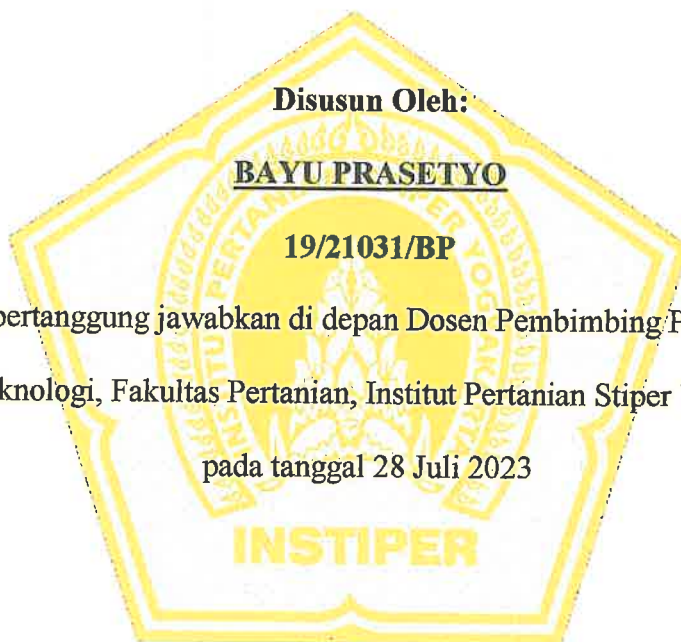 Disusun Oleh:
BAYU PRASETYO
19/21031/BP
pertanggung jawabkan di depan Dosen Pembimbing P
knologi, Fakultas Pertanian, Institut Pertanian Stiper
pada tanggal 28 Juli 2023
INSTIPER